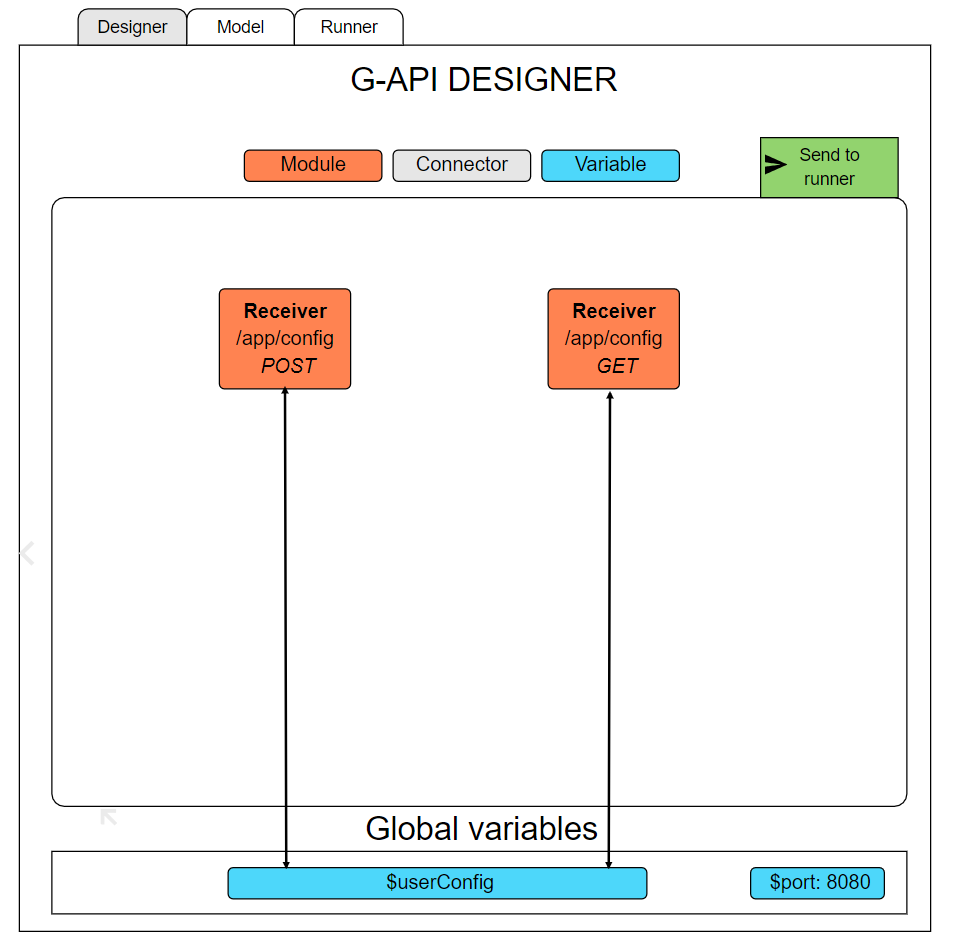 Designer Model Runner
G-API DESIGNER
Module Connector Variable
Send to
runner
Receiver
/app/config
POST
Receiver
/app/config
GET
Global variables
$userConfig
$port: 8080